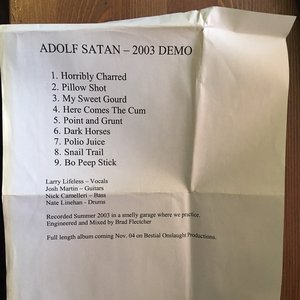 ADOLF SATAN – 2003 DEMO
1. Horribly Charred
2. Pillow Shot
3. My Sweet Gourd
4. Here Comes The Cum
5. Point and Grunt
6. Dark Horses
7. Polio Juice
8. Snail Trail
9. Bo Peep Stick
Larry Lifeless – Vocals
Josh Martin – Guitars
Nick Camelleri – Bass
Nate Linehan - Drums
Recorded Summer 2003 in a smelly garage where we practice.
Engineered and Mixed by Brad Flectcher
Full length album coming Nov. 04 on Bestial Onslaught Productions.